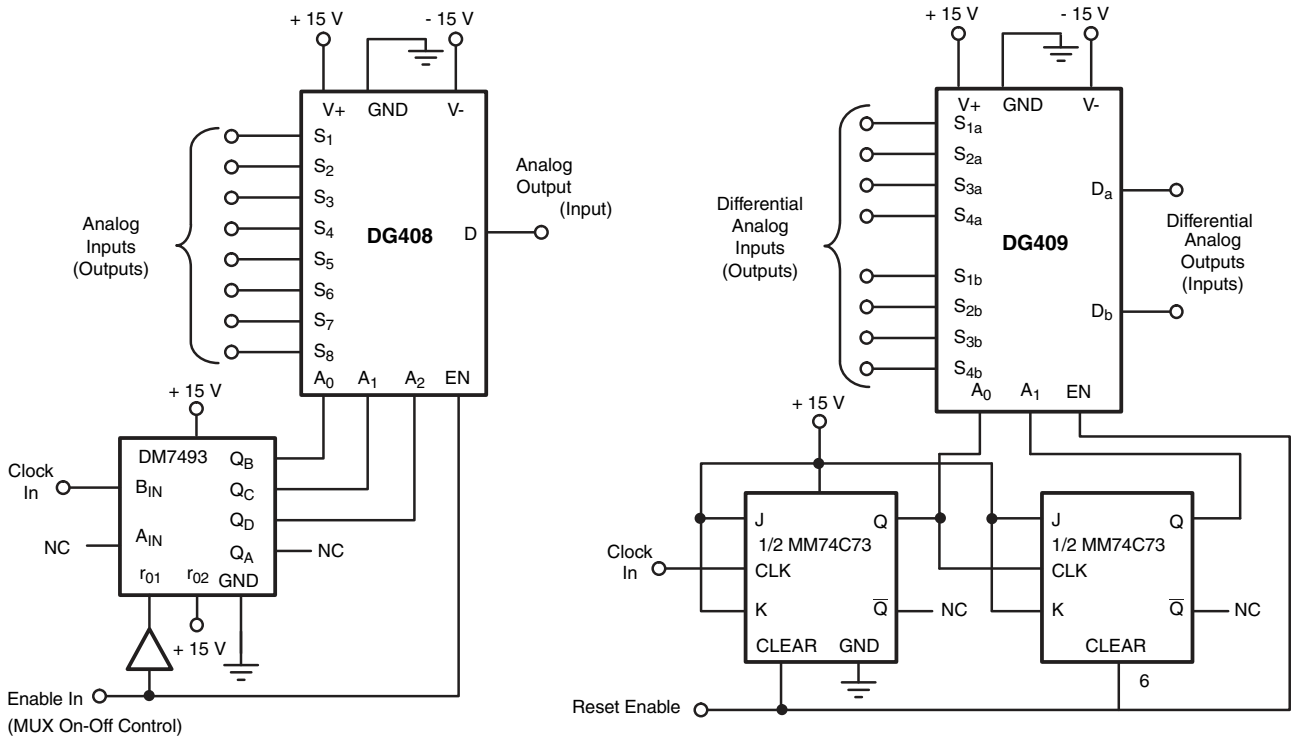 + 15 V
- 15 V
V+
GND
V-
S1
S2
S3
S4
S5
S6
S7
S8
Analog
Inputs
(Outputs)
DG408
D
Analog
Output
(Input)
A0
A1
A2
EN
+ 15 V
DM7493
QB
QC
QD
QA
NC
Clock
In
BIN
NC
AIN
r01
r02
GND
+ 15 V
Enable In
(MUX On-Off Control)
+ 15 V
- 15 V
V+
GND
V-
S1a
S2a
S3a
S4a
S1b
S2b
S3b
S4b
Differential
Analog
Inputs
(Outputs)
DG409
Da
Db
Differential
Analog
Outputs
(Inputs)
A0
A1
EN
+ 15 V
J
Q
1/2 MM74C73
CLK
K
Q
NC
CLEAR
GND
Clock
In
J
Q
1/2 MM74C73
CLK
K
Q
NC
CLEAR
6
Reset Enable